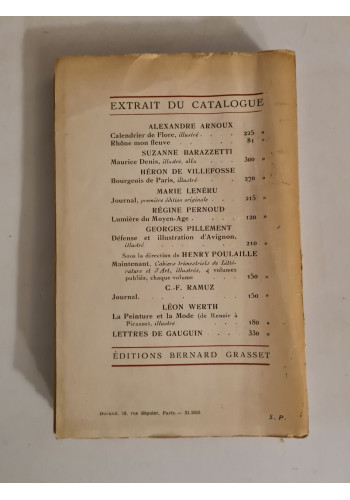 EXTRAIT DU CATALOGUE
ALEXANDRE ARNOUX
Calendrier de Flore, illustré . . . . 225 »
Rhône mon fleuve . . . . 81 »
SUZANNE BARAZZETTI
Maurice Denis, illustré, alfa . . . . 300 »
HÉRON DE VILLEFOSSE
Bourgeois de Paris, illustré . . . . 270 »
MARIE LENÉRU
Journal, première édition originale . . . 215 »
RÉGINE PERNOUD
Lumière du Moyen-Age . . . . 120 »
GEORGES PILLEMENT
Défense et illustration d'Avignon,
illustré . . . . 210 »
Sous la direction de HENRY POULAILLE
Maintenant. Cahiers trimestriels de Litté-
rature et d'Art, illustrés, 4 volumes
publiés, chaque volume . . . . 150 »
C.-F. RAMUZ
Journal. . . . . 150 »
LÉON WERTH
La Peinture et la Mode (de Renoir à
Picasso), illustré . . . . 180 »
LETTRES DE GAUGUIN . . . 330 »
ÉDITIONS BERNARD GRASSET
rue Paris. —
S. P.